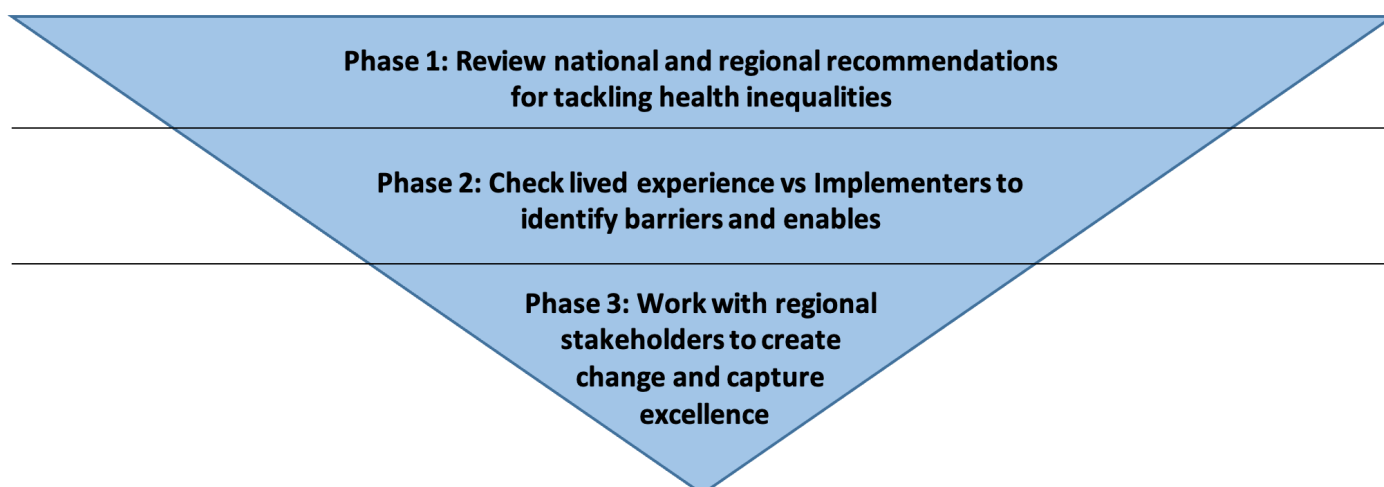 Phase 1: Review national and regional recommendations
for tackling health inequalities
Phase 2: Check lived experience vs Implementers to
identify barriers and enables
Phase 3: Work with regional
stakeholders to create
change and capture
excellence